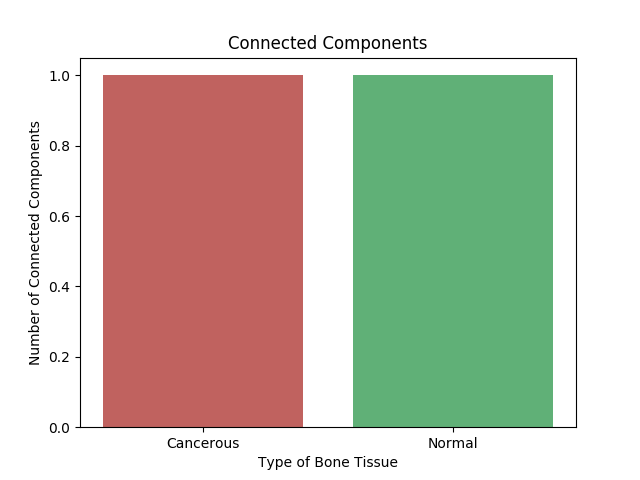 Connected Components
1.0
0.8
0.6
0.4
0.2
0.0
Number of Connected Components
Cancerous
Normal
Type of Bone Tissue